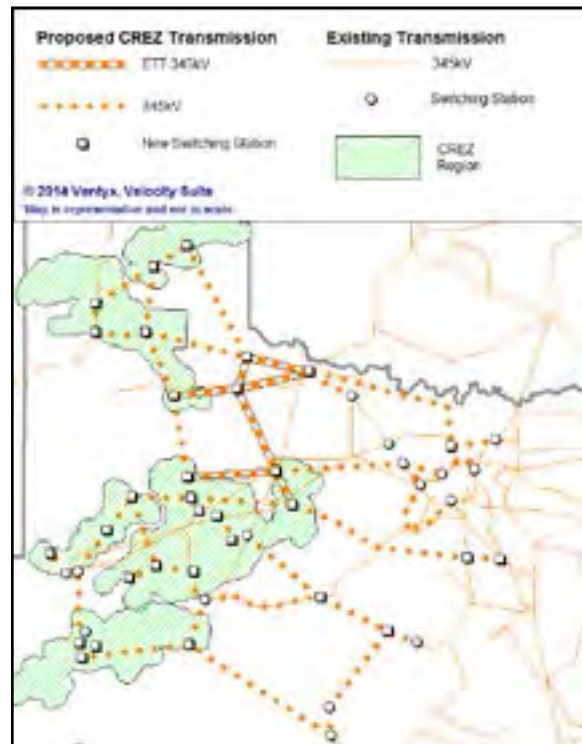 Proposed CREZ Transmission
ETT 345kV
345kV
New Switching Station
© 2014 Ventyx, Velocity Suite
Map is representative and not to scale.
Existing Transmission
345kV
Switching Station
CREZ
Region